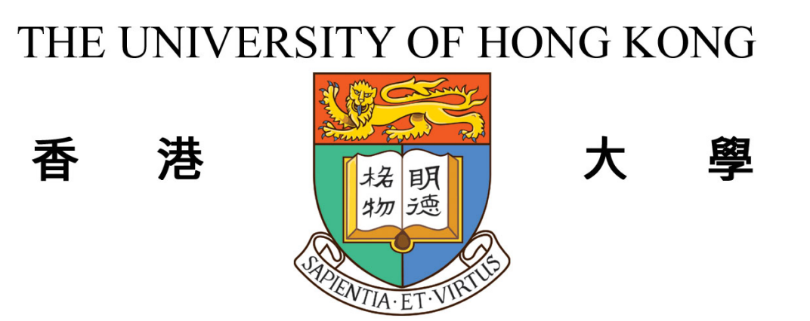 THE UNIVERSITY OF HONG KONG
香 港 大 學
明德
格物
SAPIENTIA·ET·VIRTUS